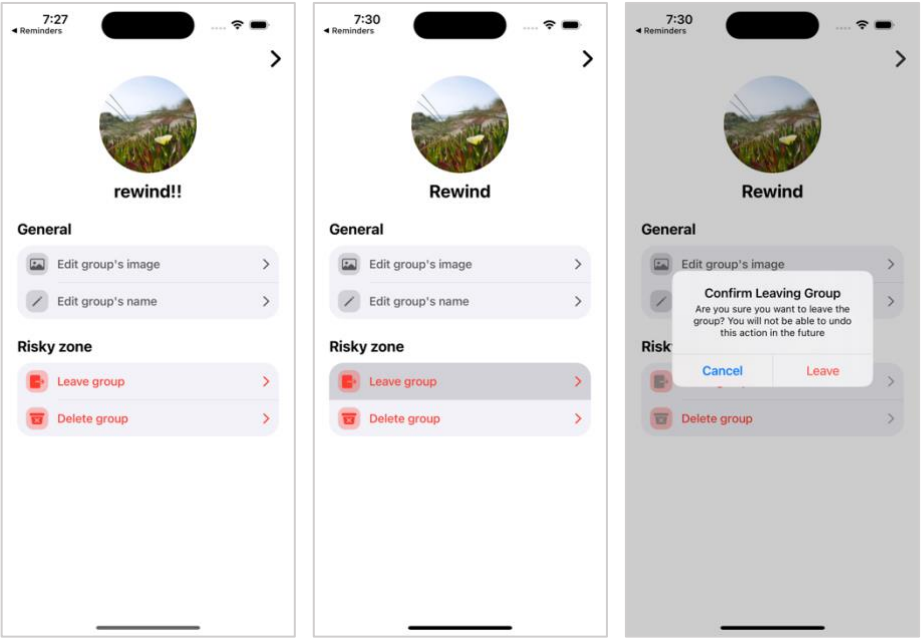 7:27
◀ Reminders
rewind!!
General
Edit group's image
Edit group's name
Risky zone
Leave group
Delete group
7:30
◀ Reminders
Rewind
General
Edit group's image
Edit group's name
Risky zone
Leave group
Delete group
7:30
◀ Reminders
Rewind
General
Edit group's image
Confirm Leaving Group
Are you sure you want to leave the
group? You will not be able to undo
this action in the future
Risk
Cancel
Leave
Delete group